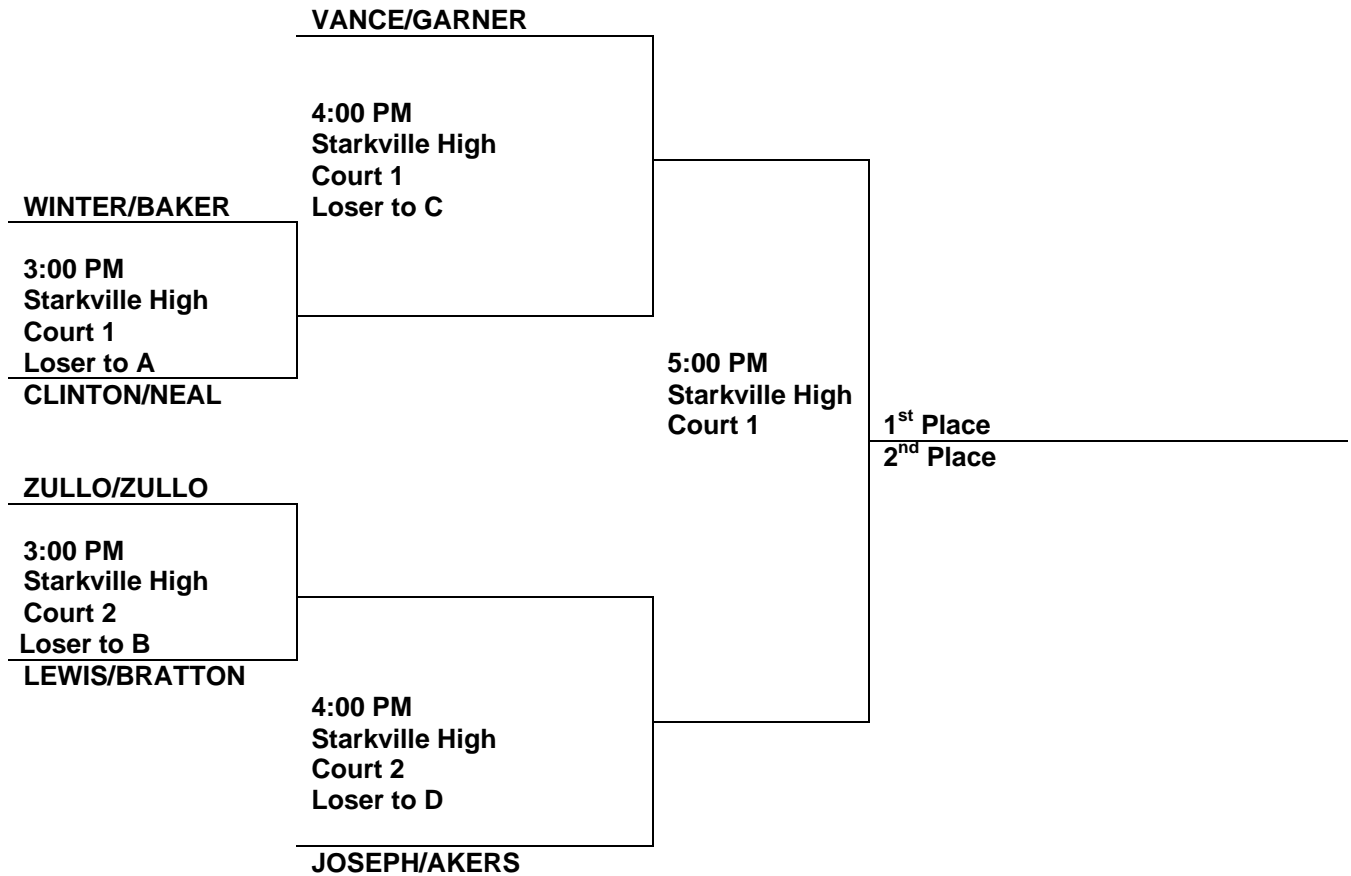 VANCE/GARNER
4:00 PM
Starkville High
Court 1
Loser to C
WINTER/BAKER
3:00 PM
Starkville High
Court 1
Loser to A
CLINTON/NEAL
5:00 PM
Starkville High
Court 1
1st Place
2nd Place
ZULLO/ZULLO
3:00 PM
Starkville High
Court 2
Loser to B
LEWIS/BRATTON
4:00 PM
Starkville High
Court 2
Loser to D
JOSEPH/AKERS